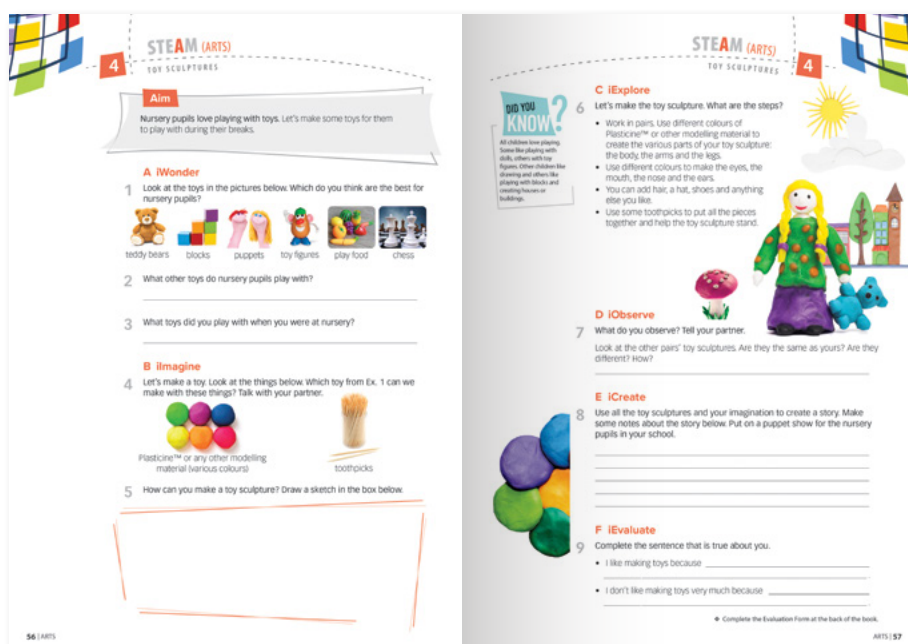 STEAM (ARTS)
4
TOY SCULPTURES
Aim
Nursery pupils love playing with toys. Let's make some toys for them
to play with during their breaks.
A iWonder
1 Look at the toys in the pictures below. Which do you think are the best for
nursery pupils?
teddy bears blocks puppets toy figures play food chess
2 What other toys do nursery pupils play with?
3 What toys did you play with when you were at nursery?
B iImagine
4 Let's make a toy. Look at the things below. Which toy from Ex. 1 can we
make with these things? Talk with your partner.
Plasticine™ or any other modelling
material (various colours)
toothpicks
5 How can you make a toy sculpture? Draw a sketch in the box below.
56 | ARTS
STEAM (ARTS)
TOY SCULPTURES
4
DID YOU
KNOW?
All children love playing.
Some like playing with
dolls, others with toy
figures. Other children like
drawing and others like
playing with blocks and
creating houses or
buildings.
C iExplore
6 Let's make the toy sculpture. What are the steps?
• Work in pairs. Use different colours of
Plasticine™ or other modelling material to
create the various parts of your toy sculpture:
the body, the arms and the legs.
• Use different colours to make the eyes, the
mouth, the nose and the ears.
• You can add hair, a hat, shoes and anything
else you like.
• Use some toothpicks to put all the pieces
together and help the toy sculpture stand.
D iObserve
7 What do you observe? Tell your partner.
Look at the other pairs' toy sculptures. Are they the same as yours? Are they
different? How?
E iCreate
8 Use all the toy sculptures and your imagination to create a story. Make
some notes about the story below. Put on a puppet show for the nursery
pupils in your school.
F iEvaluate
9 Complete the sentence that is true about you.
• I like making toys because
• I don't like making toys very much because
❖ Complete the Evaluation Form at the back of the book.
ARTS | 57